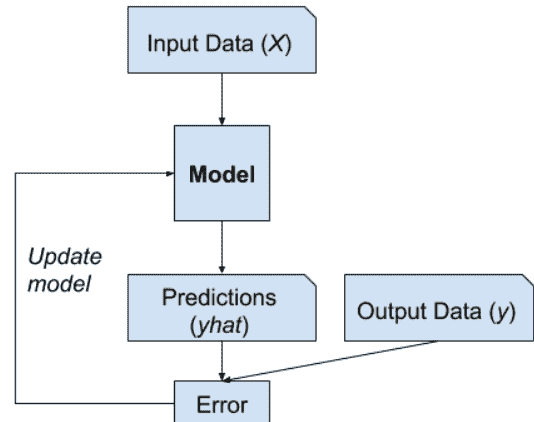 Input Data (X)
Model
Update
model
Predictions
(yhat)
Output Data (y)
Error